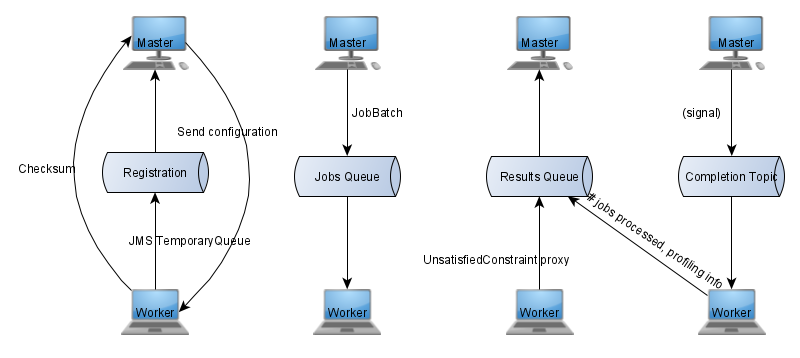 Master
Master
Master
Master
JobBatch
(signal)
Send configuration
Checksum
Registration
Jobs Queue
Results Queue
Completion Topic
# jobs processed, profiling info
JMS TemporaryQueue
UnsatisfiedConstraint proxy
Worker
Worker
Worker
Worker